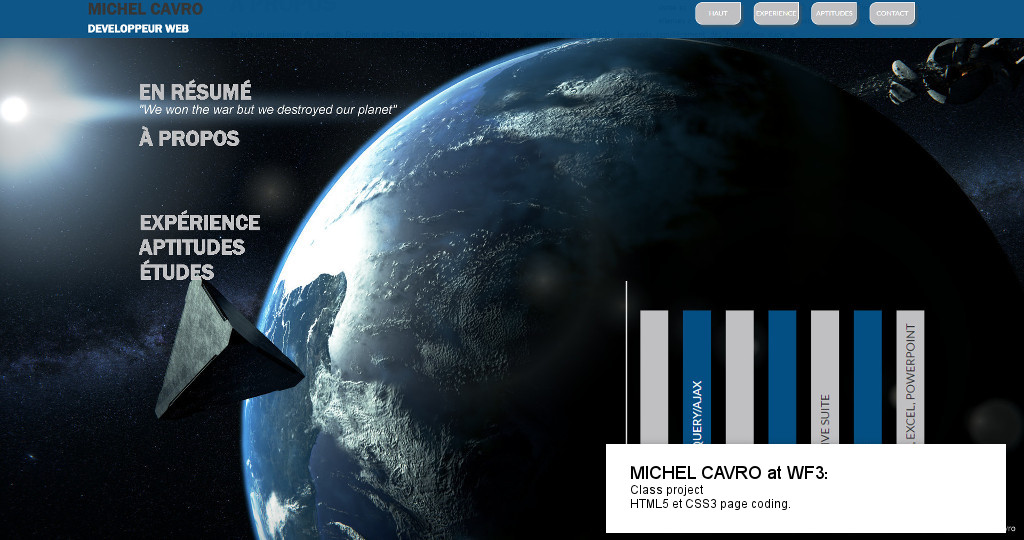 MICHEL CAVRO
DEVELOPPEUR WEB
HAUT
EXPERIENCE
APTITUDES
CONTACT
EN RÉSUMÉ
"We won the war but we destroyed our planet"
À PROPOS
EXPÉRIENCE
APTITUDES
ÉTUDES
QUERY/AJAX
IVE SUITE
, EXCEL, POWERPOINT
MICHEL CAVRO at WF3:
Class project
HTML5 et CSS3 page coding.
vro